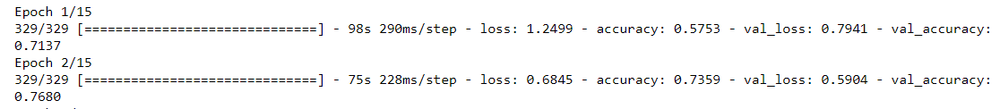 Epoch 1/15
329/329 [==============================] - 98s 290ms/step - loss: 1.2499 - accuracy: 0.5753 - val_loss: 0.7941 - val_accuracy:
0.7137
Epoch 2/15
329/329 [==============================] - 75s 228ms/step - loss: 0.6845 - accuracy: 0.7359 - val_loss: 0.5904 - val_accuracy:
0.7680